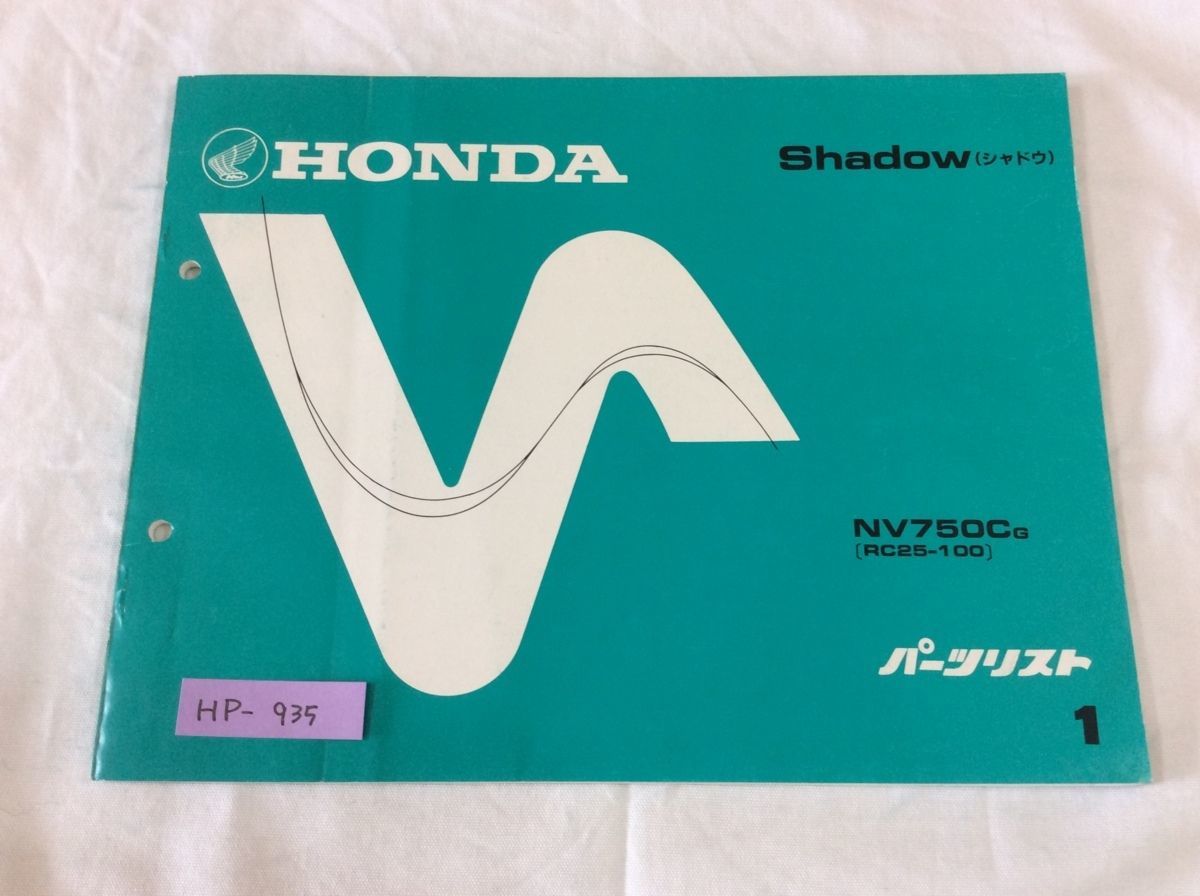 HONDA
Shadow(シャドウ)
NV750CG
[RC25-100]
パーツリスト
1
HP- 935